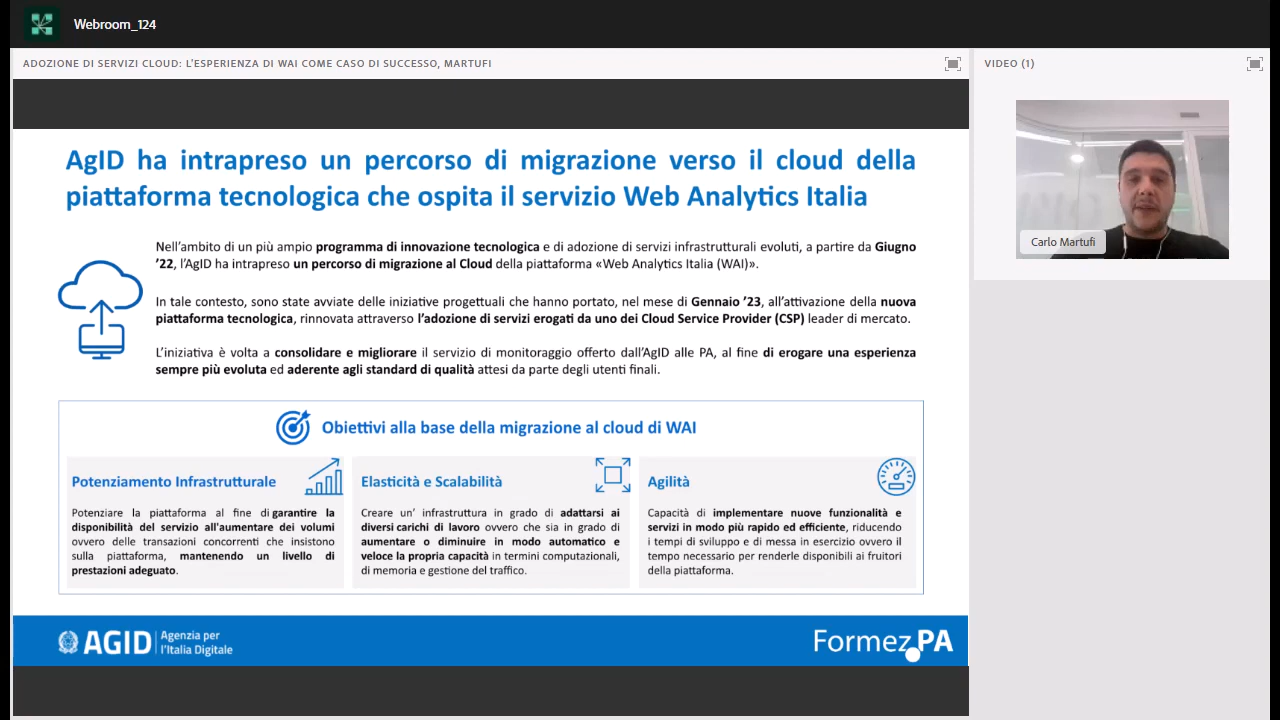 Webroom_124
ADOZIONE DI SERVIZI CLOUD: L'ESPERIENZA DI WAI COME CASO DI SUCCESSO, MARTUFI
VIDEO (1)
AgID ha intrapreso un percorso di migrazione verso il cloud della
piattaforma tecnologica che ospita il servizio Web Analytics Italia
Nell'ambito di un più ampio programma di innovazione tecnologica e di adozione di servizi infrastrutturali evoluti, a partire da Giugno
'22, l'AgID ha intrapreso un percorso di migrazione al Cloud della piattaforma «Web Analytics Italia (WAI)».
In tale contesto, sono state avviate delle iniziative progettuali che hanno portato, nel mese di Gennaio '23, all'attivazione della nuova
piattaforma tecnologica, rinnovata attraverso l'adozione di servizi erogati da uno dei Cloud Service Provider (CSP) leader di mercato.
L'iniziativa è volta a consolidare e migliorare il servizio di monitoraggio offerto dall'AgID alle PA, al fine di erogare una esperienza
sempre più evoluta ed aderente agli standard di qualità attesi da parte degli utenti finali.
Obiettivi alla base della migrazione al cloud di WAI
Potenziamento Infrastrutturale
Potenziare la piattaforma al fine di garantire la
disponibilità del servizio all'aumentare dei volumi
ovvero delle transazioni concorrenti che insistono
sulla piattaforma, mantenendo un livello di
prestazioni adeguato.
Elasticità e Scalabilità
Creare un' infrastruttura in grado di adattarsi ai
diversi carichi di lavoro ovvero che sia in grado di
aumentare o diminuire in modo automatico e
veloce la propria capacità in termini computazionali,
di memoria e gestione del traffico.
Agilità
Capacità di implementare nuove funzionalità e
servizi in modo più rapido ed efficiente, riducendo
i tempi di sviluppo e di messa in esercizio ovvero il
tempo necessario per renderle disponibili ai fruitori
della piattaforma.
AGID
Agenzia per
l'Italia Digitale
Formez PA
Carlo Martufi